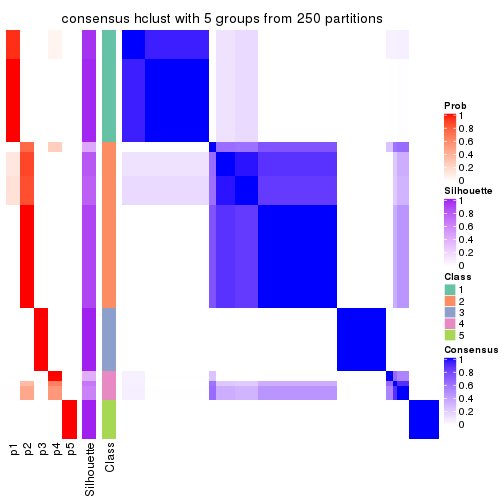 consensus hclust with 5 groups from 250 partitions
Prob
1
0.8
0.6
0.4
0.2
0
Silhouette
1
0.8
0.6
0.4
0.2
0
Class
1
2
3
4
5
Consensus
1
0.8
0.6
0.4
0.2
0
p1
p2
p3
p4
p5
Silhouette
Class